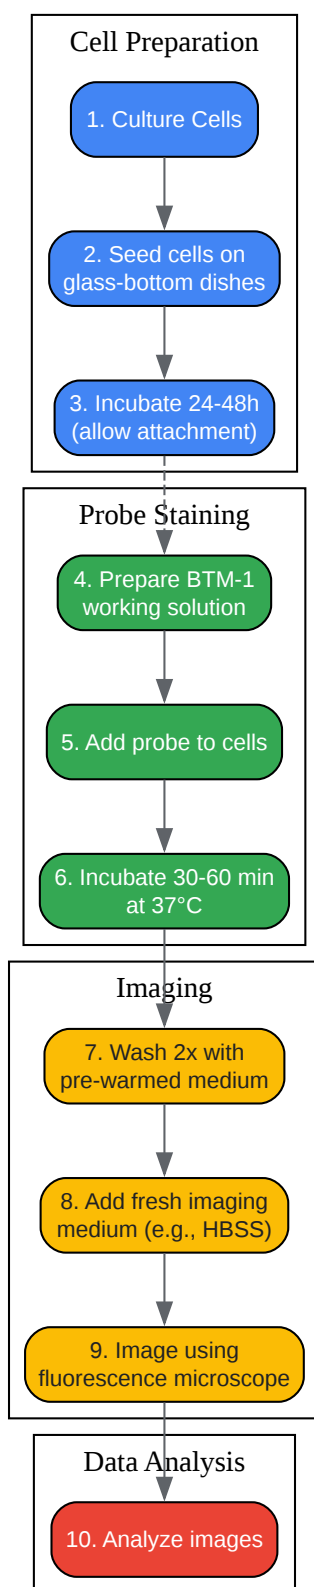 Cell Preparation
1. Culture Cells
2. Seed cells on
glass-bottom dishes
3. Incubate 24-48h
(allow attachment)
Probe Staining
4. Prepare BTM-1
working solution
5. Add probe to cells
6. Incubate 30-60 min
at 37°C
Imaging
7. Wash 2x with
pre-warmed medium
8. Add fresh imaging
medium (e.g., HBSS)
9. Image using
fluorescence microscope
Data Analysis
10. Analyze images